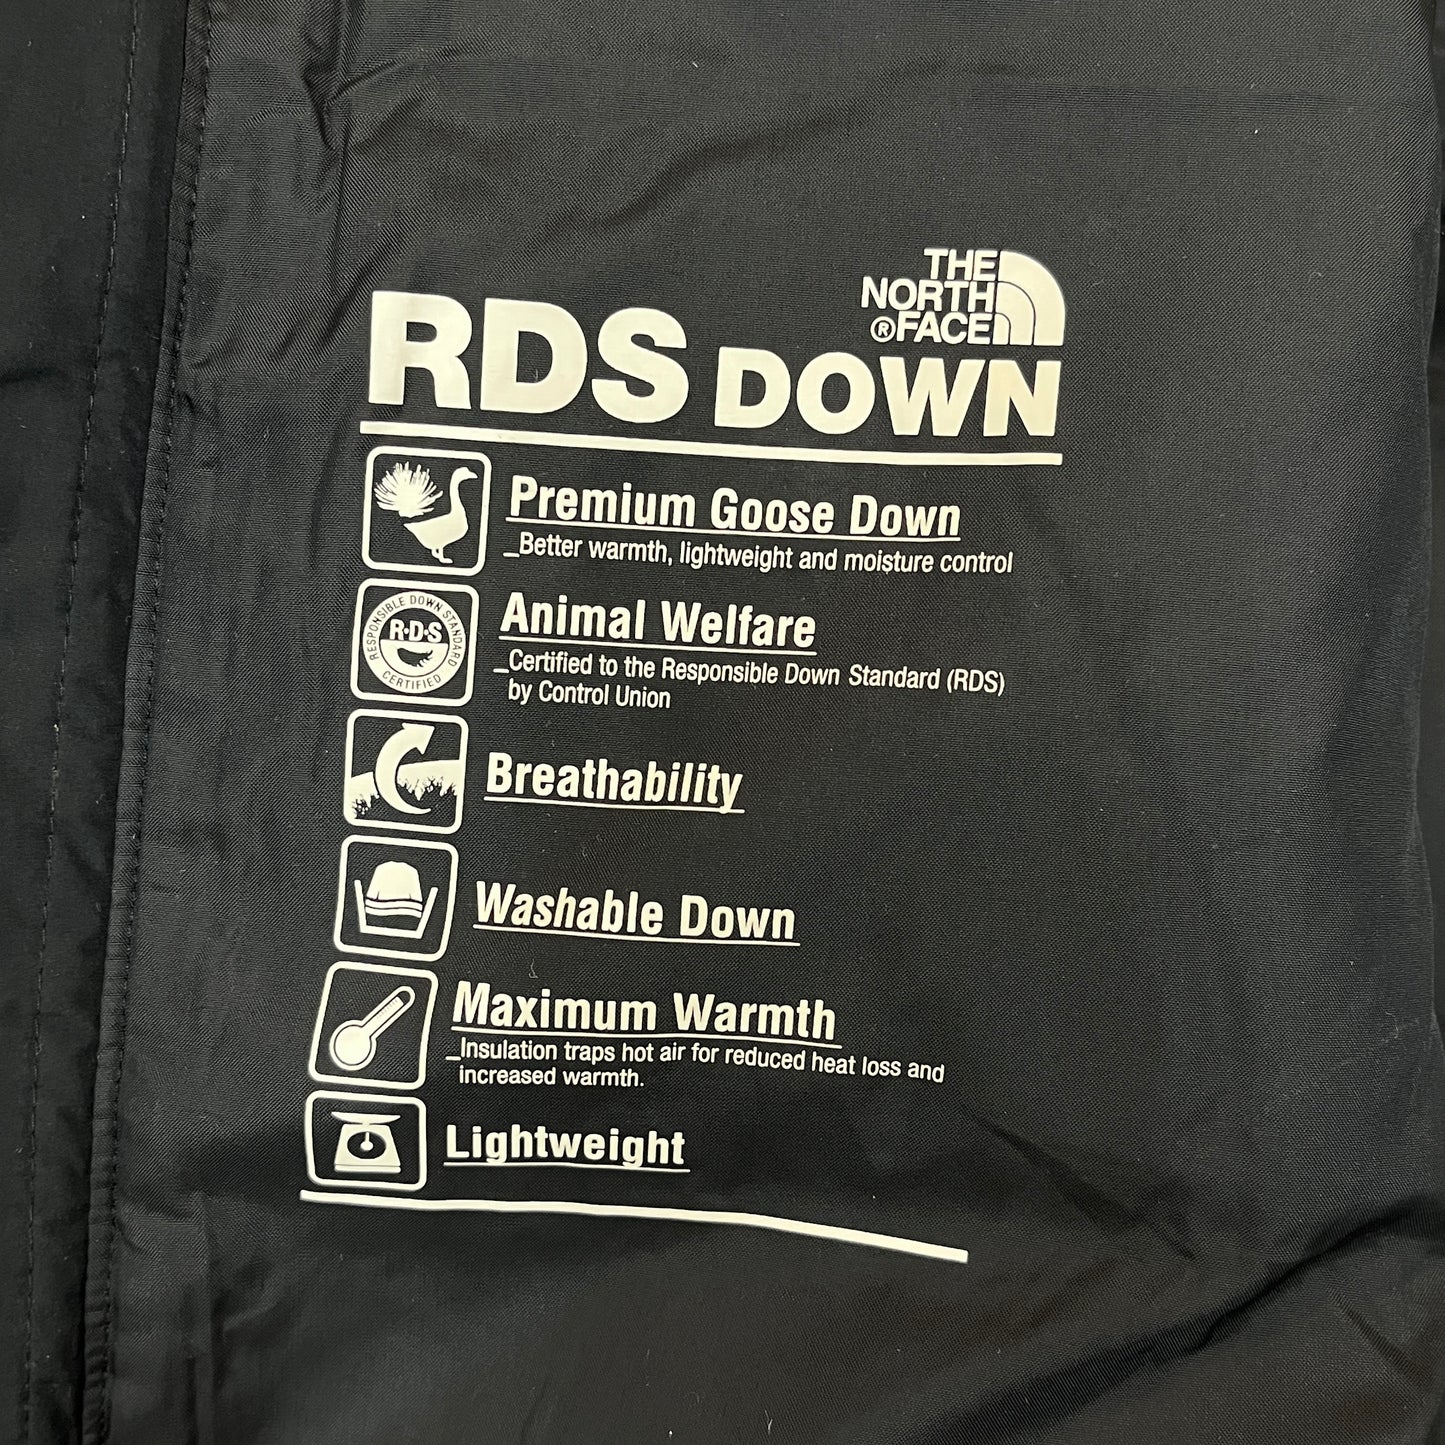 THE
NORTH
® FACE
RDS DOWN
Premium Goose Down
_Better warmth, lightweight and moisture control
RESPONSIBLE DOWN STANDARD
R·D·S
CERTIFIED
Animal Welfare
_Certified to the Responsible Down Standard (RDS)
by Control Union
Breathability
Washable Down
Maximum Warmth
_Insulation traps hot air for reduced heat loss and
increased warmth.
Lightweight